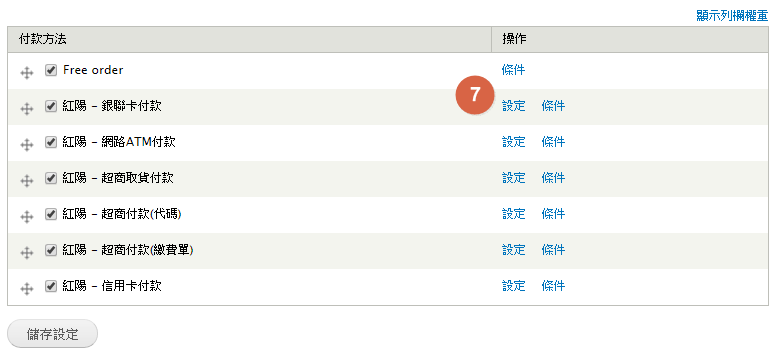 顯示列欄權重
付款方法 操作
Free order 條件
7
紅陽 - 銀聯卡付款 設定 條件
紅陽 - 網路ATM付款 設定 條件
紅陽 - 超商取貨付款 設定 條件
紅陽 - 超商付款(代碼) 設定 條件
紅陽 - 超商付款(繳費單) 設定 條件
紅陽 - 信用卡付款 設定 條件
儲存設定